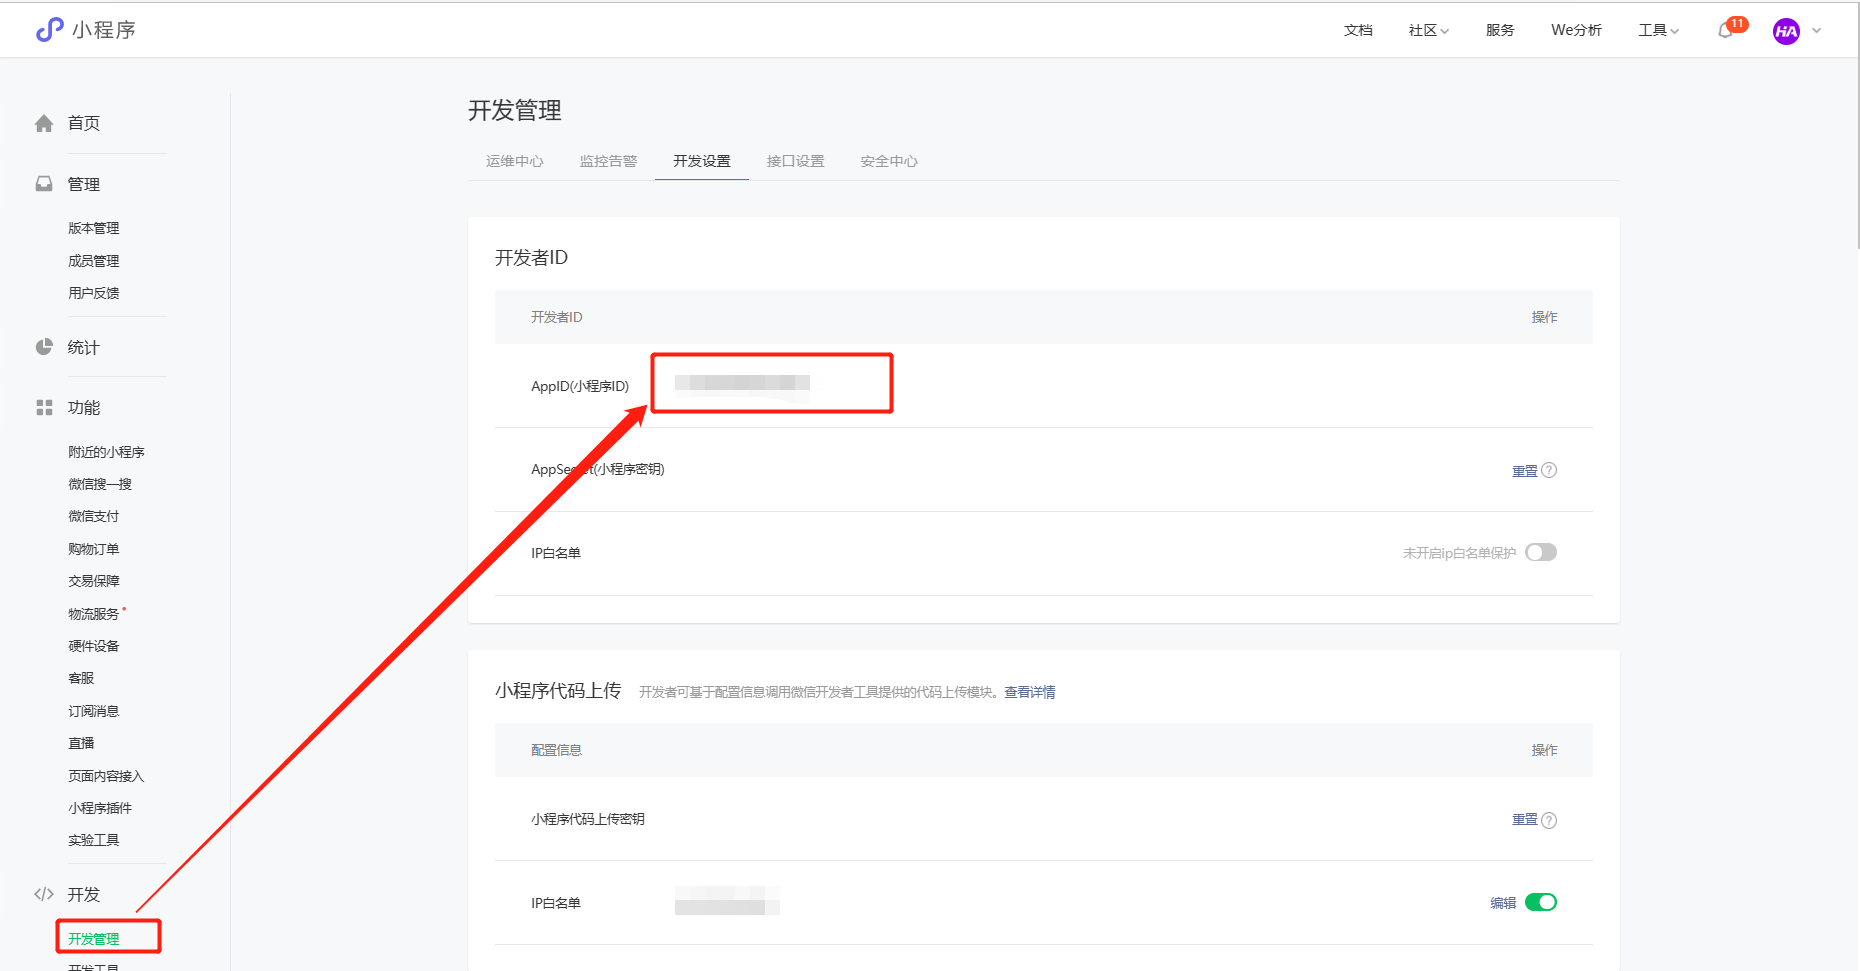 小程序
文档
社区
服务
We分析
工具
11
HA
首页
管理
版本管理
成员管理
用户反馈
统计
功能
附近的小程序
微信搜一搜
微信支付
购物订单
交易保障
物流服务
硬件设备
客服
订阅消息
直播
页面内容接入
小程序插件
实验工具
开发
开发管理
开发工具
开发管理
运维中心
监控告警
开发设置
接口设置
安全中心
开发者ID
开发者ID 操作
AppID(小程序ID)
AppSecret(小程序密钥) 重置 ?
IP白名单 未开启ip白名单保护
小程序代码上传 开发者可基于配置信息调用微信开发者工具提供的代码上传模块。查看详情
配置信息 操作
小程序代码上传密钥 重置 ?
IP白名单 编辑